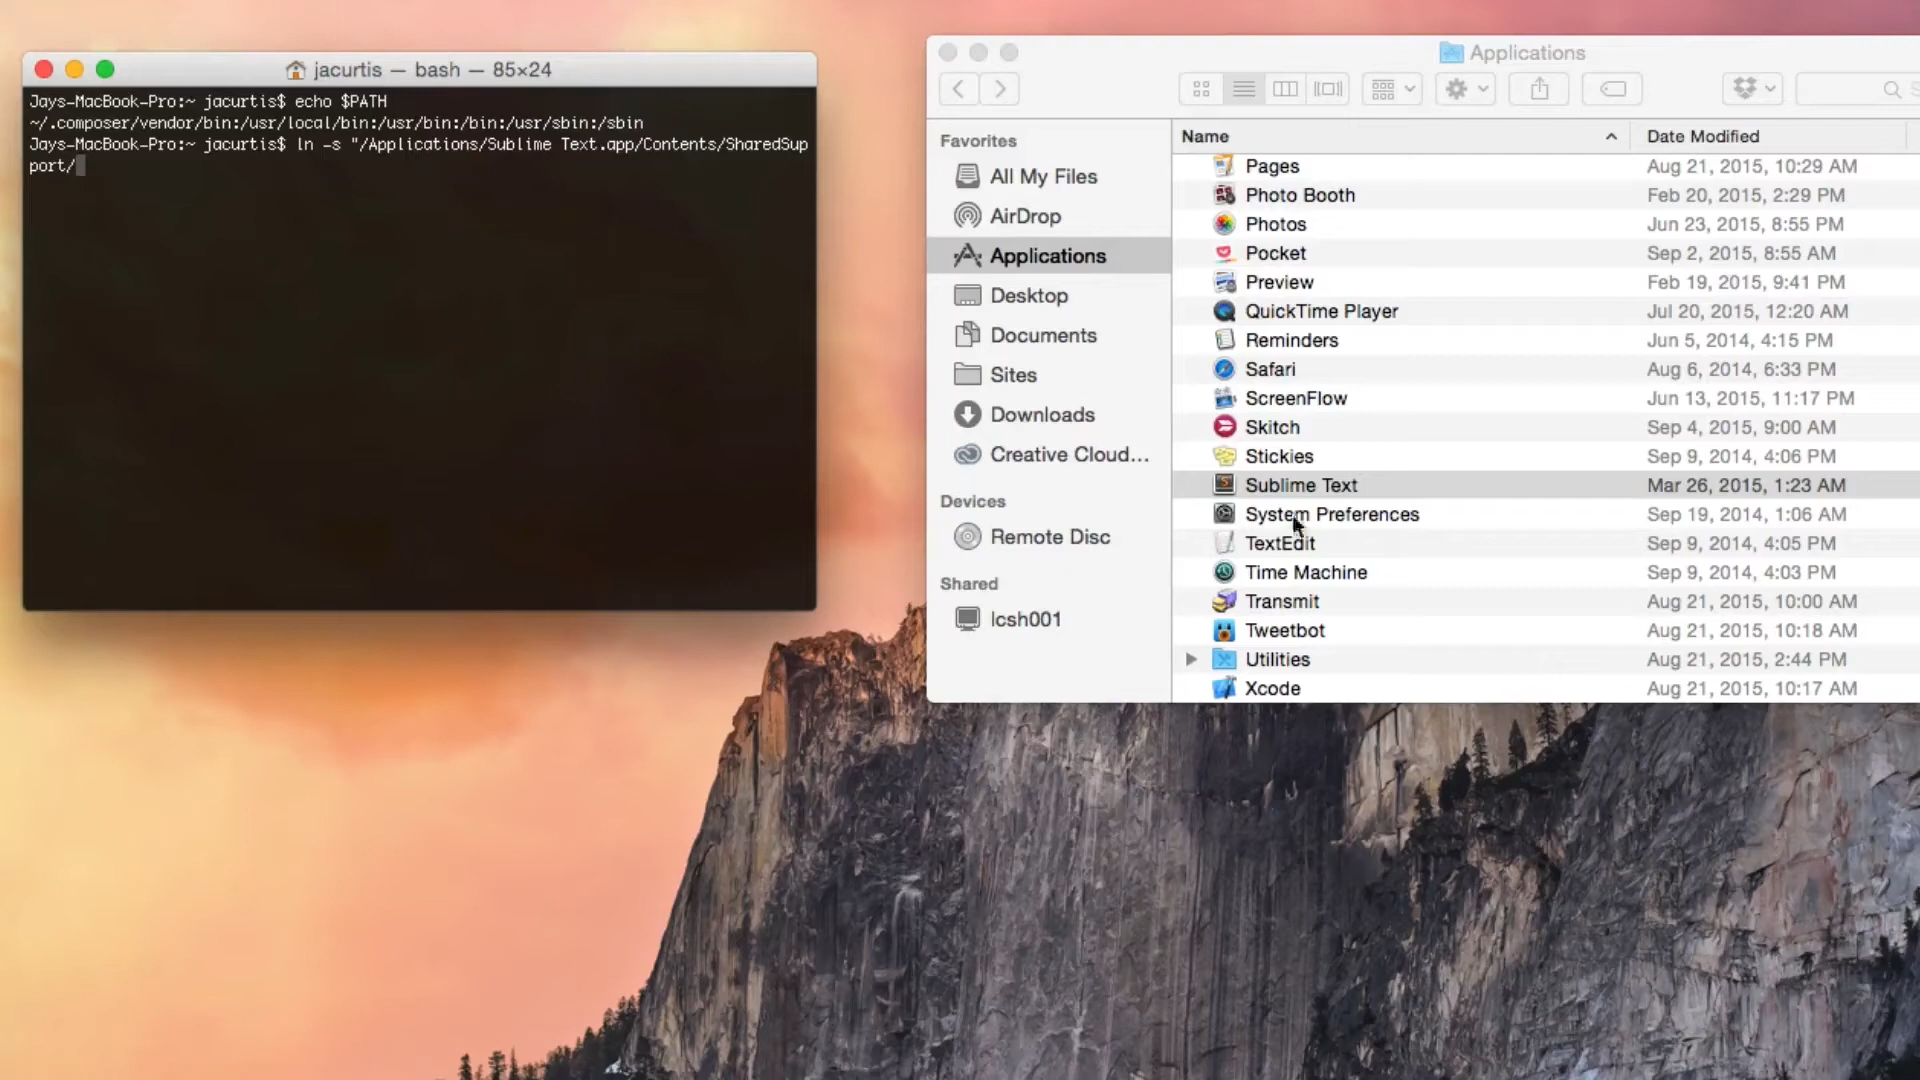 jacurtis — bash — 85×24
Jays-MacBook-Pro:~ jacurtis$ echo $PATH
~/.composer/vendor/bin:/usr/local/bin:/usr/bin:/bin:/usr/sbin:/sbin
Jays-MacBook-Pro:~ jacurtis$ ln -s "/Applications/Sublime Text.app/Contents/SharedSup
port/
Applications
Favorites
All My Files
AirDrop
Applications
Desktop
Documents
Sites
Downloads
Creative Cloud...
Devices
Remote Disc
Shared
lcsh001
Name Date Modified
Pages Aug 21, 2015, 10:29 AM
Photo Booth Feb 20, 2015, 2:29 PM
Photos Jun 23, 2015, 8:55 PM
Pocket Sep 2, 2015, 8:55 AM
Preview Feb 19, 2015, 9:41 PM
QuickTime Player Jul 20, 2015, 12:20 AM
Reminders Jun 5, 2014, 4:15 PM
Safari Aug 6, 2014, 6:33 PM
ScreenFlow Jun 13, 2015, 11:17 PM
Skitch Sep 4, 2015, 9:00 AM
Stickies Sep 9, 2014, 4:06 PM
Sublime Text Mar 26, 2015, 1:23 AM
System Preferences Sep 19, 2014, 1:06 AM
TextEdit Sep 9, 2014, 4:05 PM
Time Machine Sep 9, 2014, 4:03 PM
Transmit Aug 21, 2015, 10:00 AM
Tweetbot Aug 21, 2015, 10:18 AM
Utilities Aug 21, 2015, 2:44 PM
Xcode Aug 21, 2015, 10:17 AM